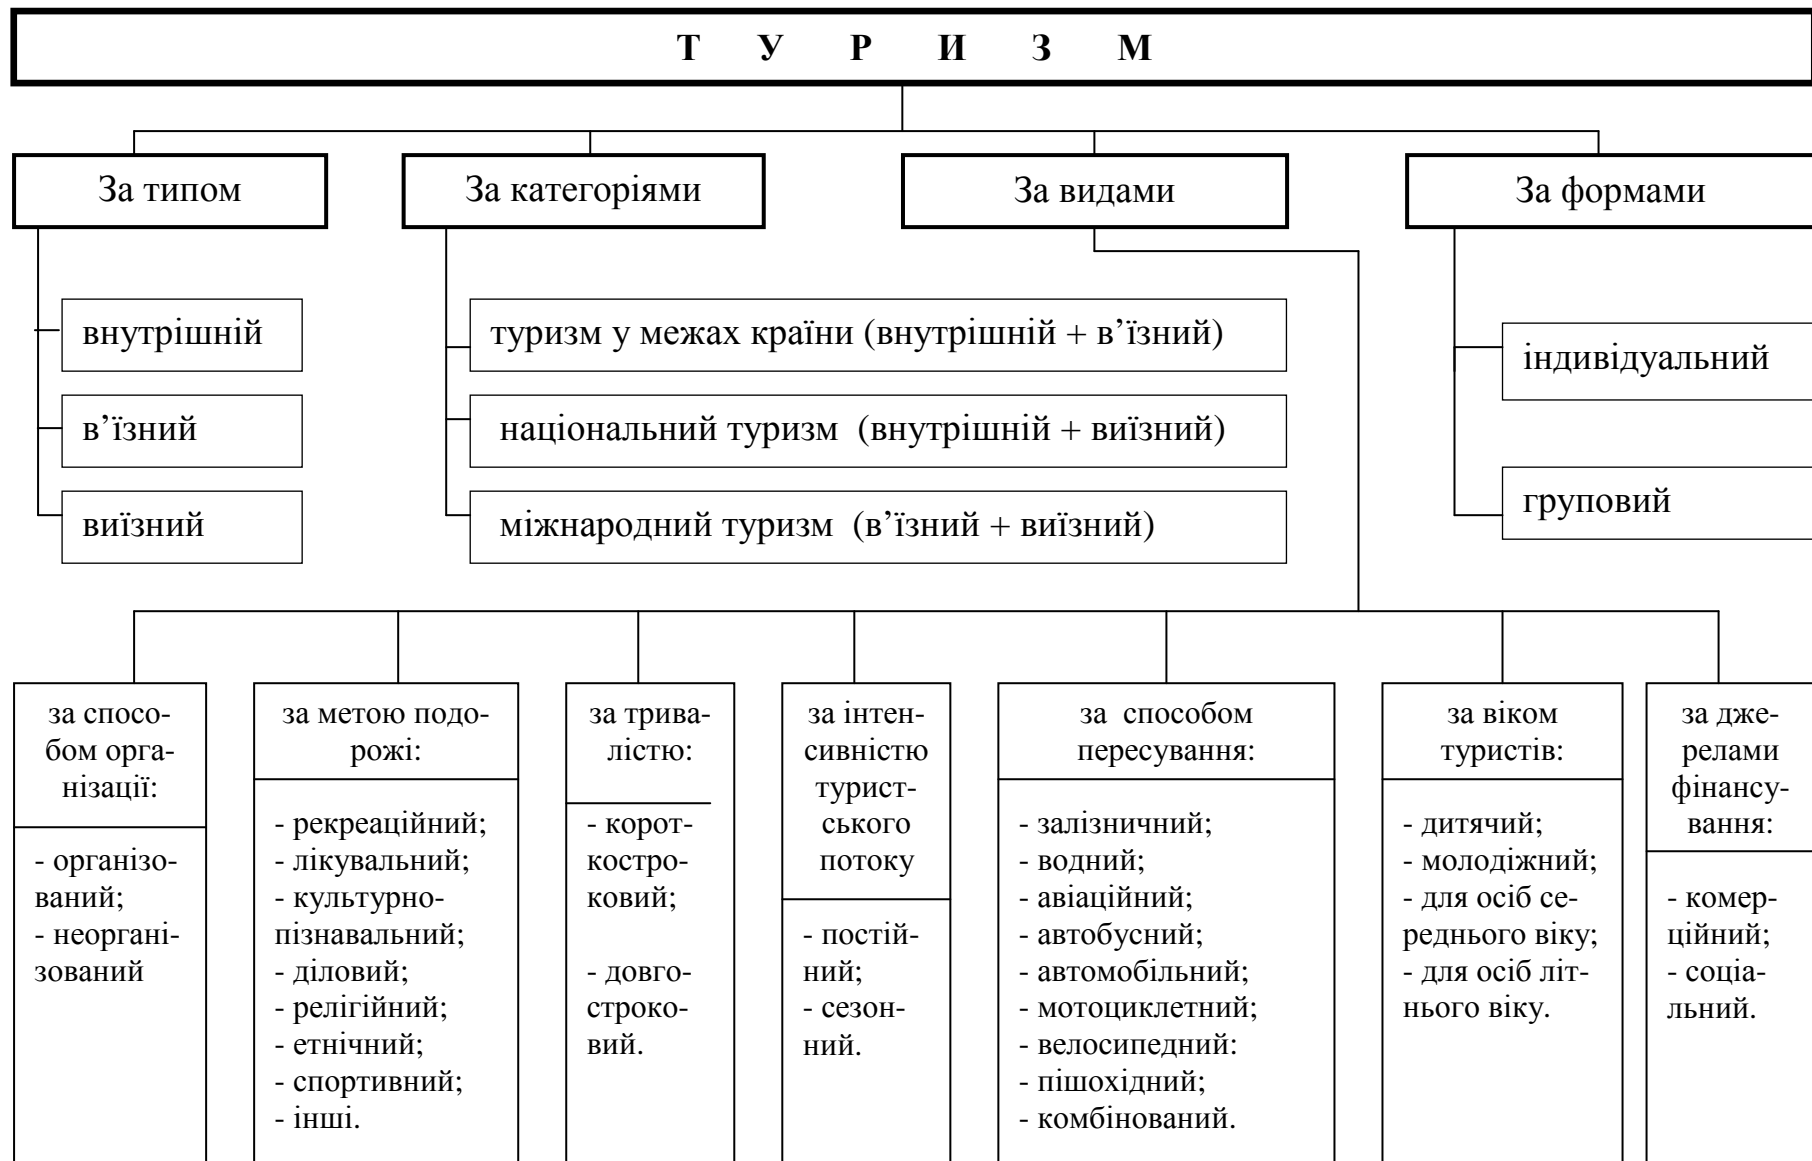 Т У Р И З М
За типом
За категоріями
За видами
За формами
внутрішній
в’їзний
виїзний
туризм у межах країни (внутрішній + в’їзний)
національний туризм (внутрішній + виїзний)
міжнародний туризм (в’їзний + виїзний)
індивідуальний
груповий
за спосо-
бом орга-
нізації:
- організо-
ваний;
- неоргані-
зований
за метою подо-
рожі:
- рекреаційний;
- лікувальний;
- культурно-
пізнавальний;
- діловий;
- релігійний;
- етнічний;
- спортивний;
- інші.
за трива-
лістю:
- корот-
костро-
ковий;
- довго-
строко-
вий.
за інтен-
сивністю
турист-
ського
потоку
- постій-
ний;
- сезон-
ний.
за способом
пересування:
- залізничний;
- водний;
- авіаційний;
- автобусний;
- автомобільний;
- мотоциклетний;
- велосипедний:
- пішохідний;
- комбінований.
за віком
туристів:
- дитячий;
- молодіжний;
- для осіб се-
реднього віку;
- для осіб літ-
нього віку.
за дже-
релами
фінансу-
вання:
- комер-
ційний;
- соціа-
льний.